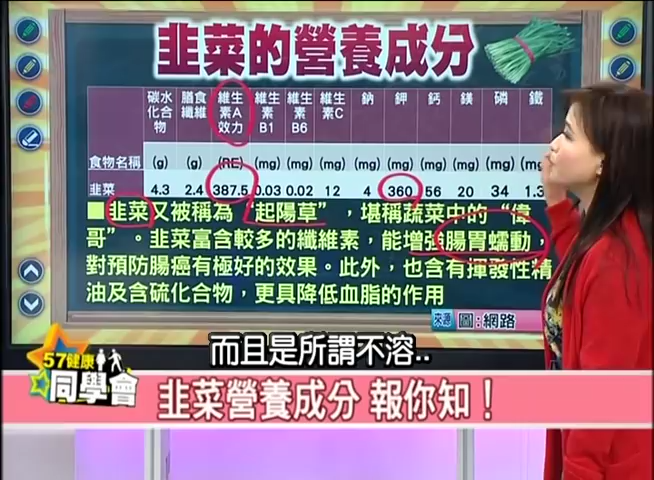 韭菜的營養成分
碳水化合物 膳食纖維 維生素A效力 維生素B1 維生素B6 維生素C 鈉 鉀 鈣 鎂 磷 鐵
食物名稱 (g) (g) (RE) (mg) (mg) (mg) (mg) (mg) (mg) (mg) (mg)
韭菜 4.3 2.4 387.5 0.03 0.02 12 4 360 56 20 34 1.3
■韭菜又被稱為“起陽草”，堪稱蔬菜中的“偉
哥”。韭菜富含較多的纖維素，能增強腸胃蠕動，
對預防腸癌有極好的效果。此外，也含有揮發性精
油及含硫化合物，更具降低血脂的作用
來源 圖:網路
而且是所謂不溶..
57健康
同學會
韭菜營養成分 報你知！